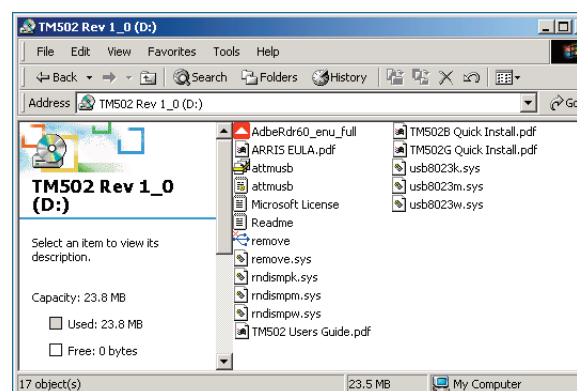 TM502 Rev 1_0 (D:)
File Edit View Favorites Tools Help
Back Search Folders History
Address TM502 Rev 1_0 (D:) Go
TM502 Rev 1_0
(D:)
Select an item to view its
description.
Capacity: 23.8 MB
Used: 23.8 MB
Free: 0 bytes
AdbeRdr60_enu_full
ARRIS EULA.pdf
attmusb
attmusb
Microsoft License
Readme
remove
remove.sys
rndismpk.sys
rndismpm.sys
rndismpw.sys
TM502 Users Guide.pdf
TM502B Quick Install.pdf
TM502G Quick Install.pdf
usb8023k.sys
usb8023m.sys
usb8023w.sys
17 object(s) 23.5 MB My Computer